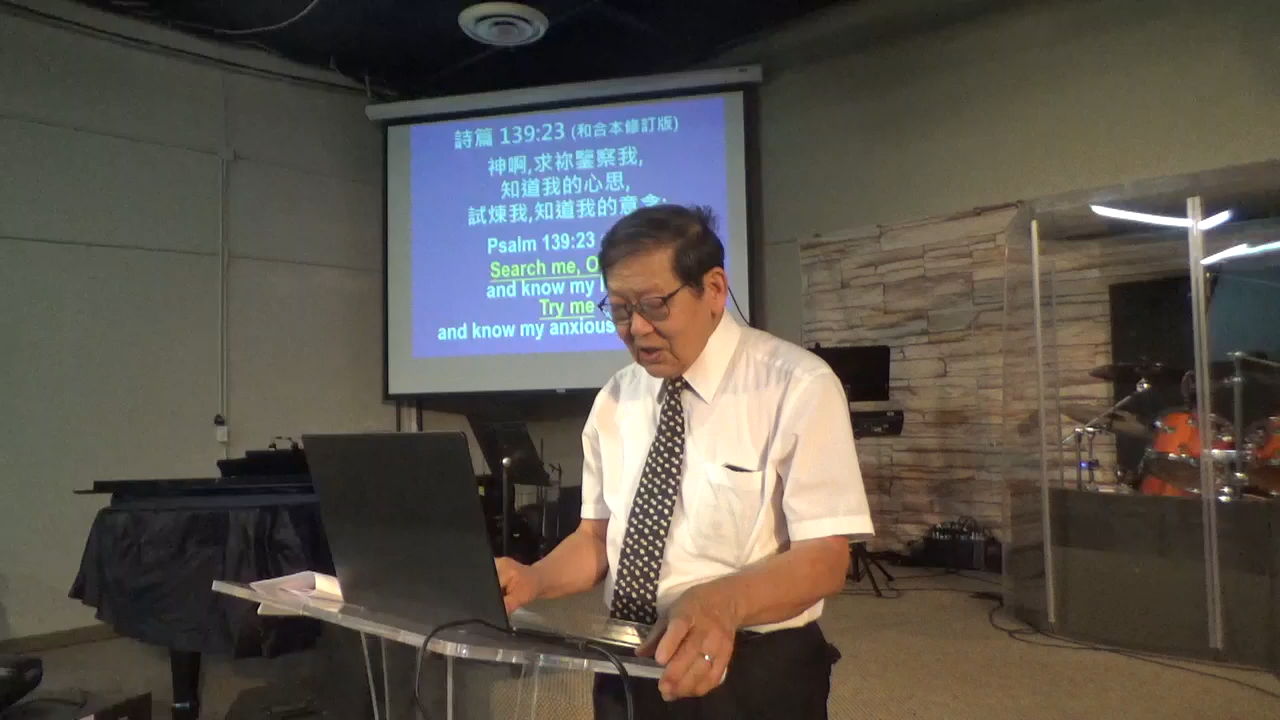 詩篇 139:23 (和合本修訂版)
神啊,求祢鑒察我,
知道我的心思,
試煉我,知道我的意念;
Psalm 139:23
Search me, O
and know my
Try me
and know my anxious